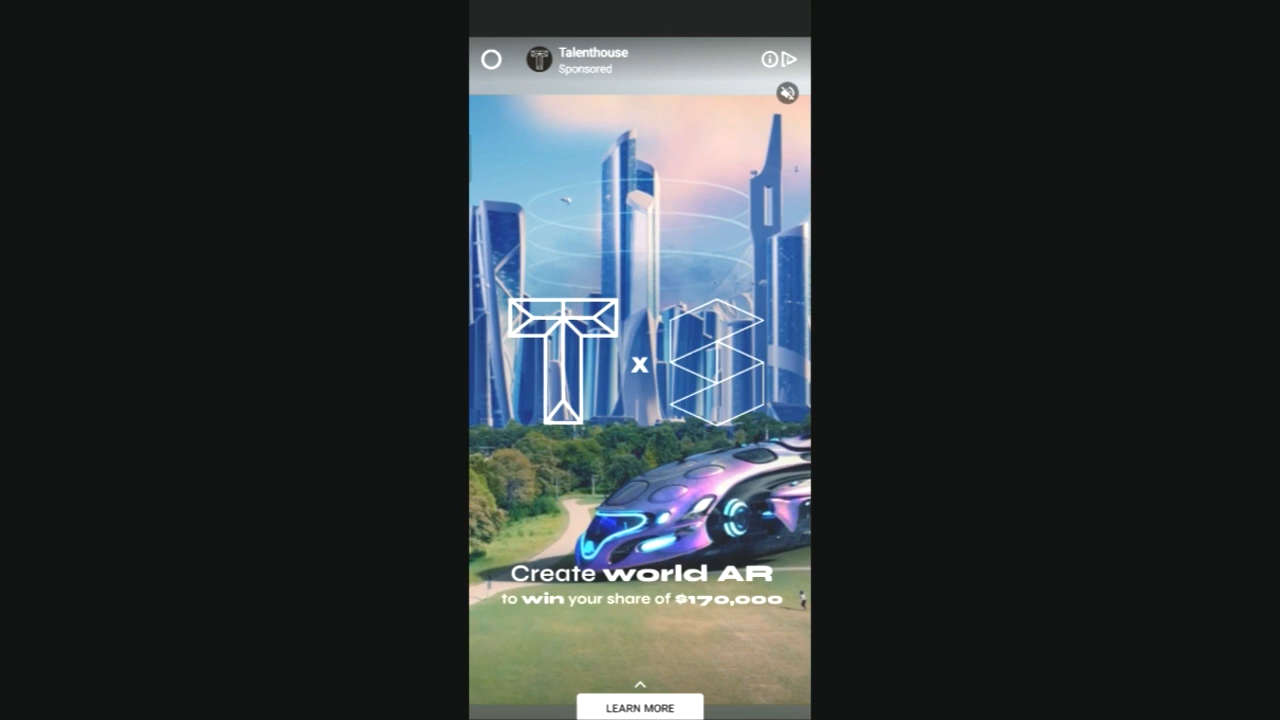 Talenthouse
Sponsored
T x S
Create world AR
to win your share of $170,000
LEARN MORE